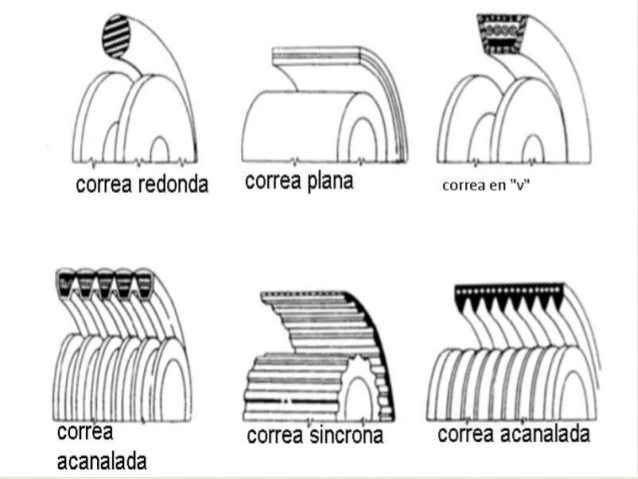 correa redonda
correa plana
correa en "v"
correa
acanalada
correa sincrona
correa acanalada